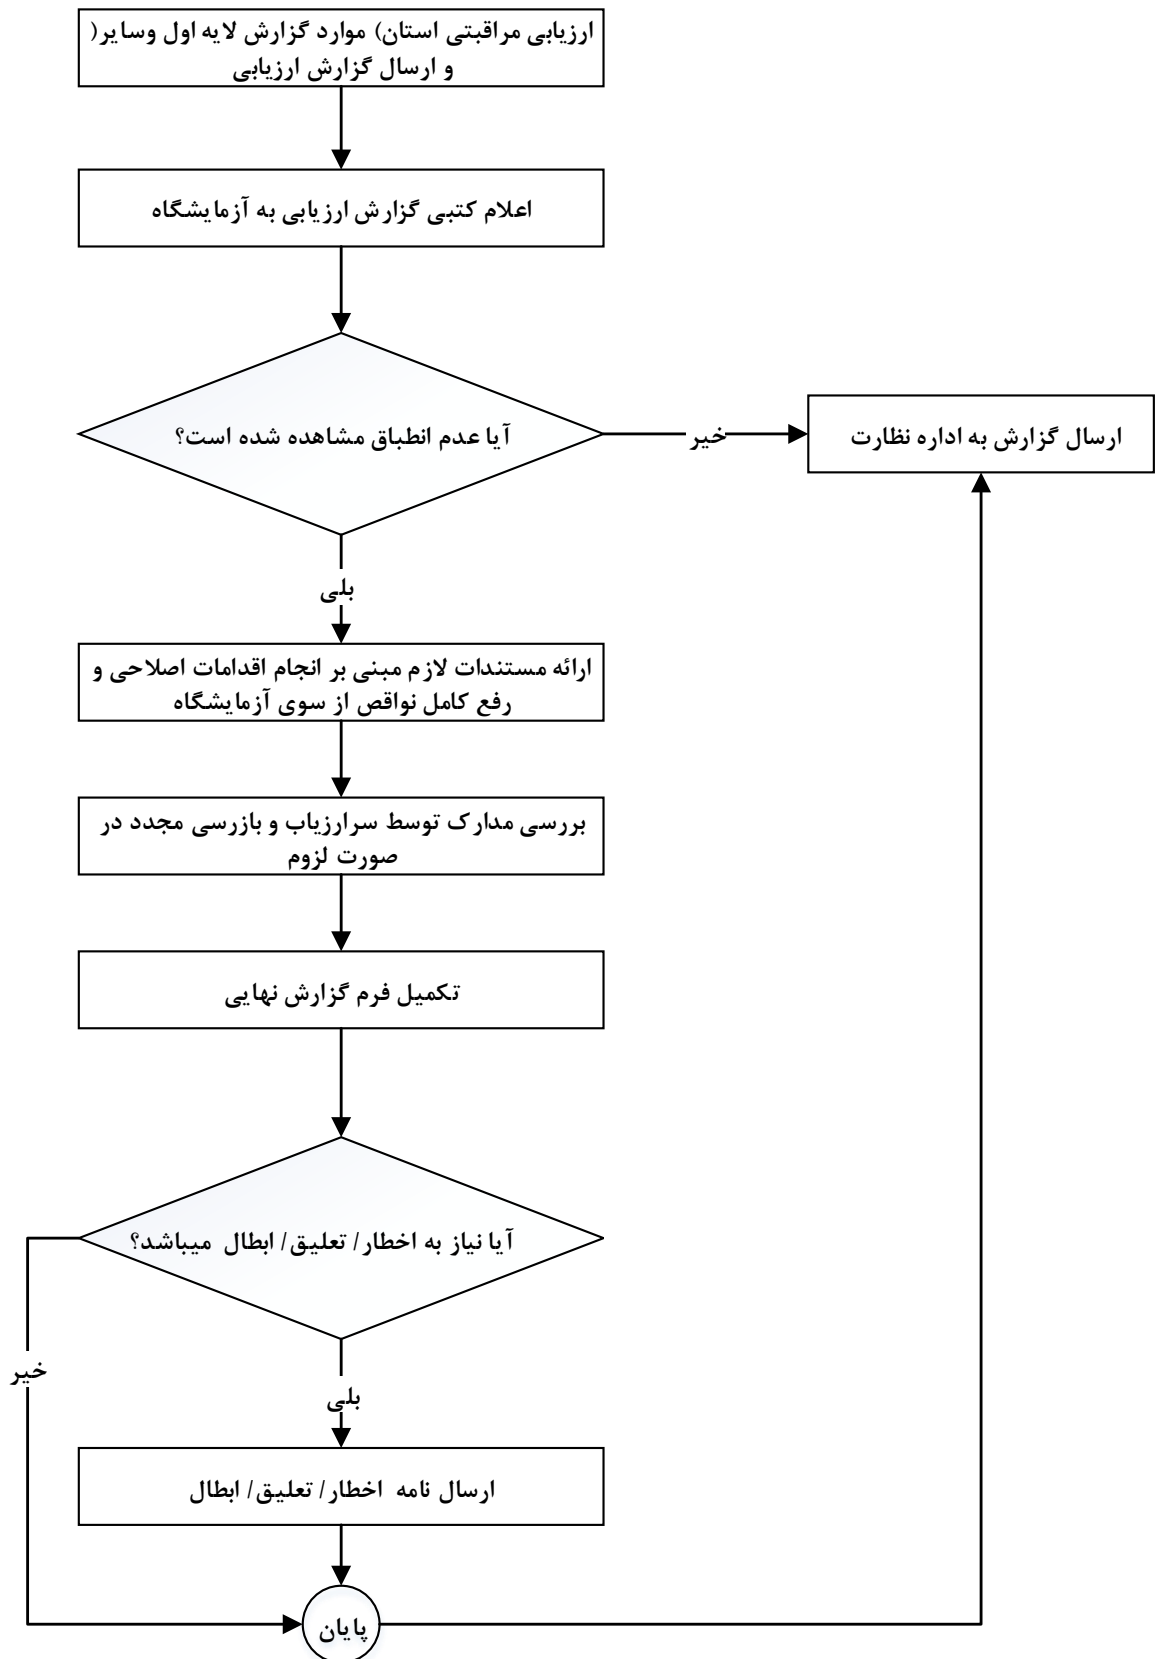 ارزیابی مراقبتی استان) موارد گزارش لایه اول وسایر(
و ارسال گزارش ارزیابی
اعلام کتبی گزارش ارزیابی به آزمایشگاه
آیا عدم انطباق مشاهده شده است؟
خیر
ارسال گزارش به اداره نظارت
بلی
ارائه مستندات لازم مبنی بر انجام اقدامات اصلاحی و
رفع کامل نواقص از سوی آزمایشگاه
بررسی مدارک توسط سرارزیاب و بازرسی مجدد در
صورت لزوم
تکمیل فرم گزارش نهایی
آیا نیاز به اخطار/ تعلیق/ ابطال میباشد؟
خیر
بلی
ارسال نامه اخطار/ تعلیق/ ابطال
پایان